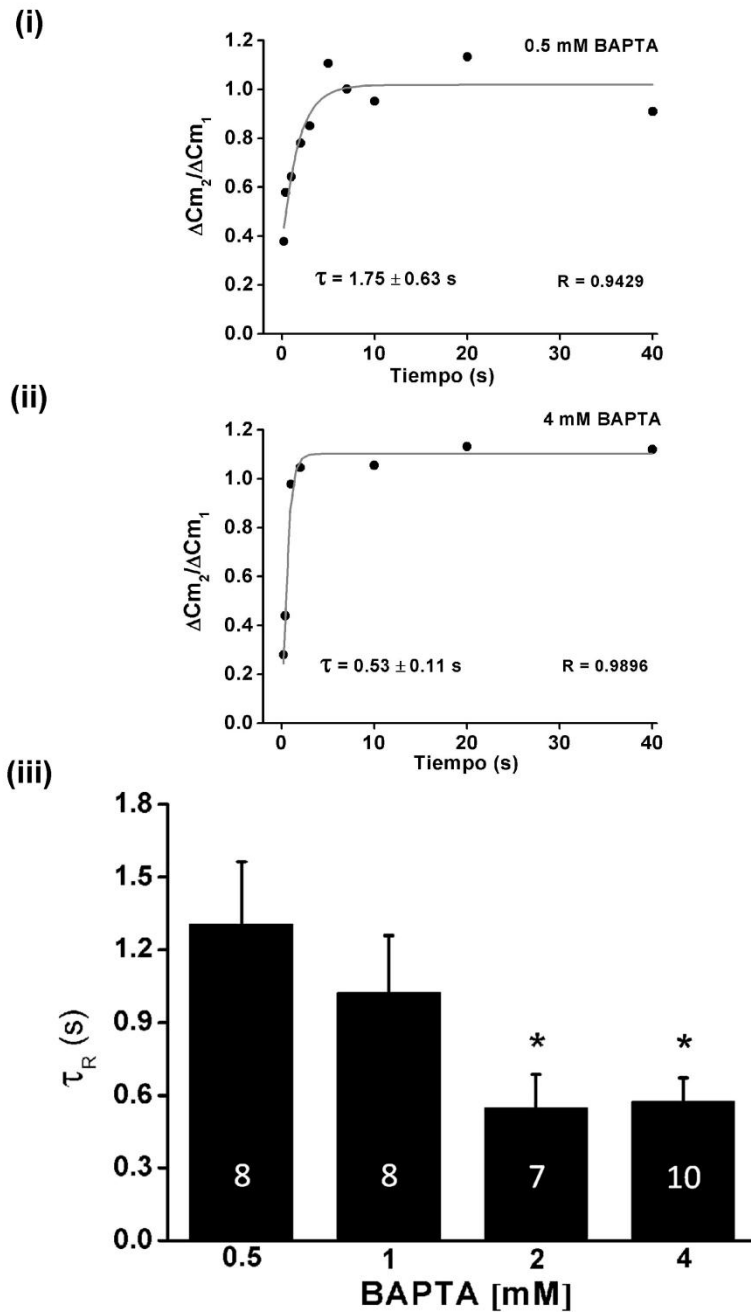 (i)
0.5 mM BAPTA
1.2
1.0
0.8
0.6
0.4
0.2
0.0
ΔCm₂/ΔCm₁
τ = 1.75 ± 0.63 s
R = 0.9429
0 10 20 30 40
Tiempo (s)
(ii)
4 mM BAPTA
1.2
1.0
0.8
0.6
0.4
0.2
0.0
ΔCm₂/ΔCm₁
τ = 0.53 ± 0.11 s
R = 0.9896
0 10 20 30 40
Tiempo (s)
(iii)
1.8
1.5
1.2
0.9
0.6
0.3
0.0
τR (s)
* *
8 8 7 10
0.5 1 2 4
BAPTA [mM]